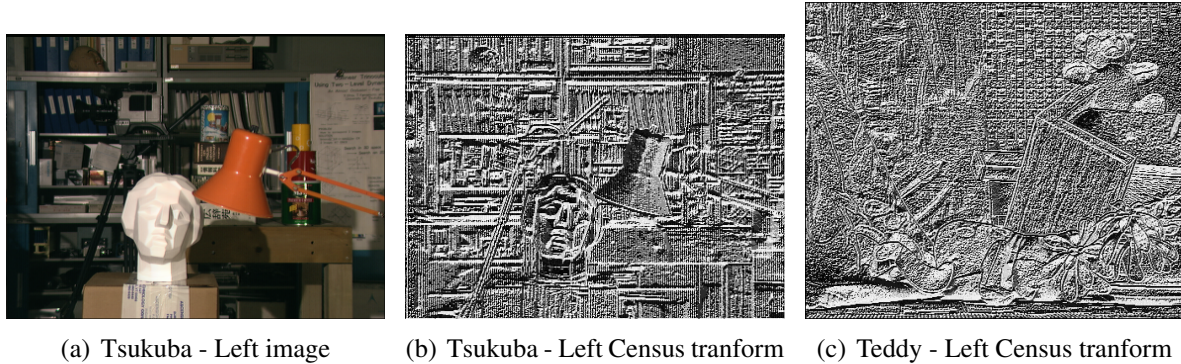 (a) Tsukuba - Left image
(b) Tsukuba - Left Census tranform
(c) Teddy - Left Census tranform